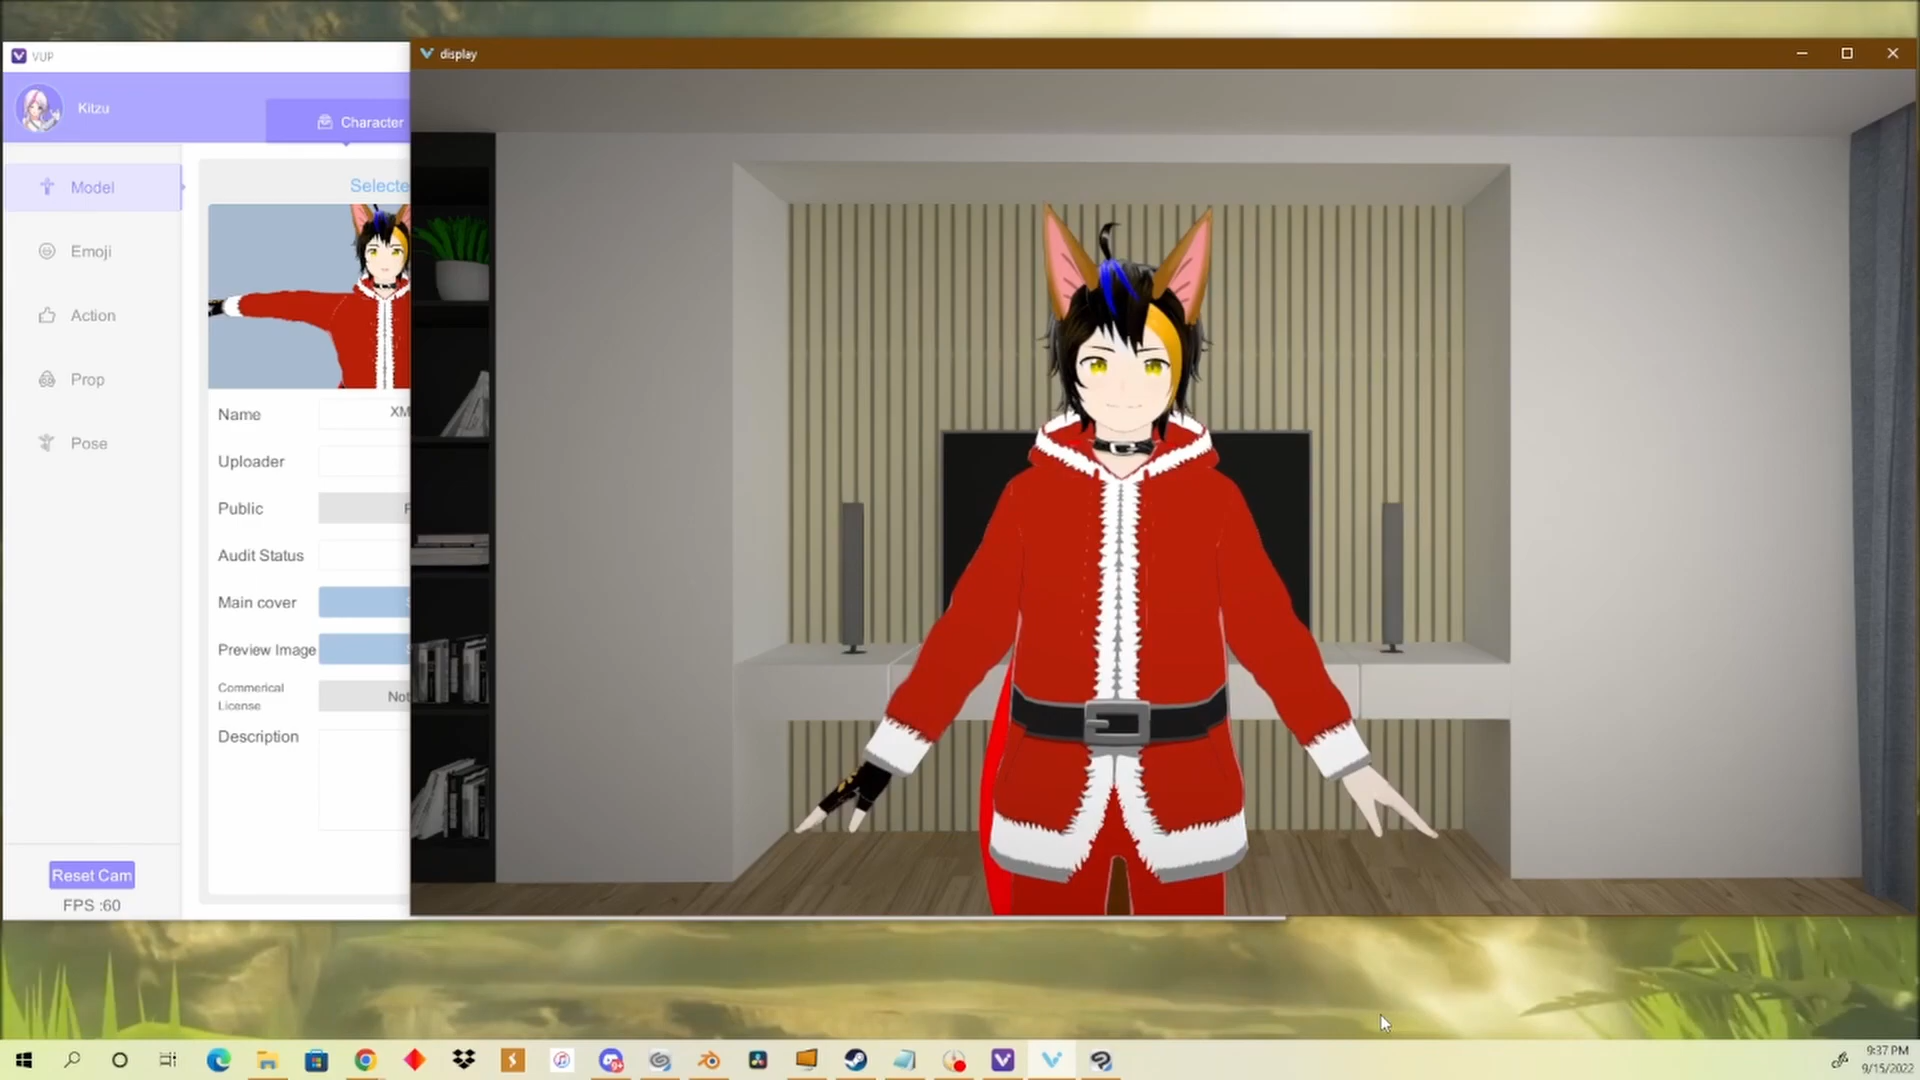 VUP
display
Kitzu
Character
Model
Selecte
Emoji
Action
Prop
Pose
Name
XM
Uploader
Public
Audit Status
Main cover
Preview Image
Commerical
License
Not
Description
Reset Cam
FPS :60
9+
9:37 PM
9/15/2022